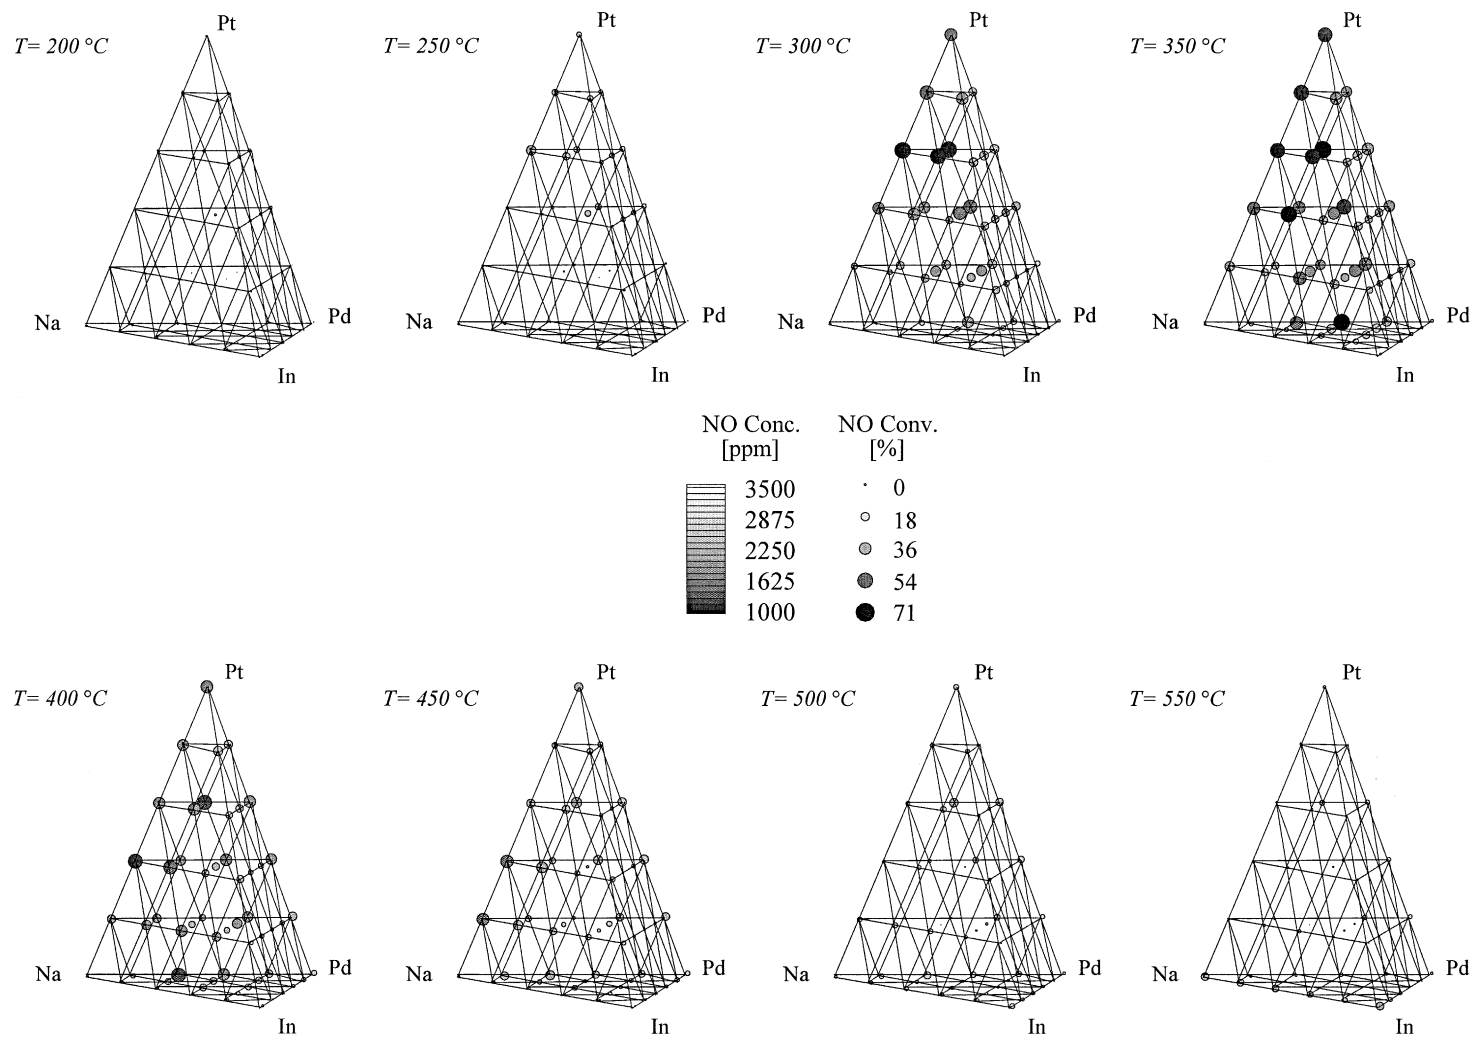 Pt Pt Pt Pt
T= 200 °C T= 250 °C T= 300 °C T= 350 °C
Na Pd Na Pd Na Pd Na Pd
In In In In
NO Conc. NO Conv.
[ppm] [%]
3500 0
2875 18
2250 36
1625 54
1000 71
Pt Pt Pt Pt
T= 400 °C T= 450 °C T= 500 °C T= 550 °C
Na Pd Na Pd Na Pd Na Pd
In In In In